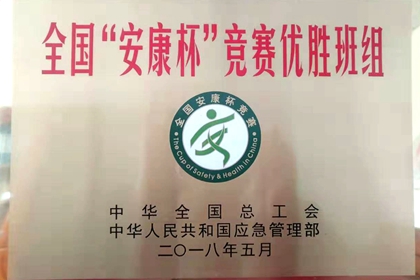 全国“安康杯”竞赛优胜班组
全国安康杯竞赛
The Cup of Safety & Health in China
中华全国总工会
中华人民共和国应急管理部
二〇一八年五月